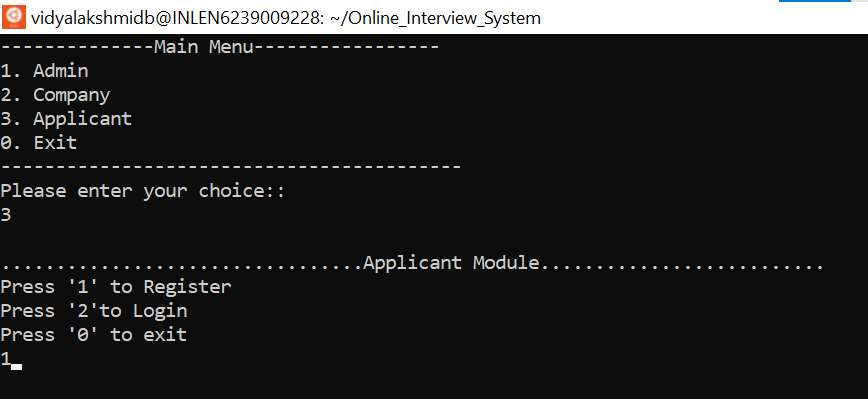 vidyalakshmidb@INLEN6239009228: ~/Online_Interview_System
--------------Main Menu-----------------
1. Admin
2. Company
3. Applicant
0. Exit
------------------------------------------
Please enter your choice::
3
.................................Applicant Module..........................
Press '1' to Register
Press '2'to Login
Press '0' to exit
1